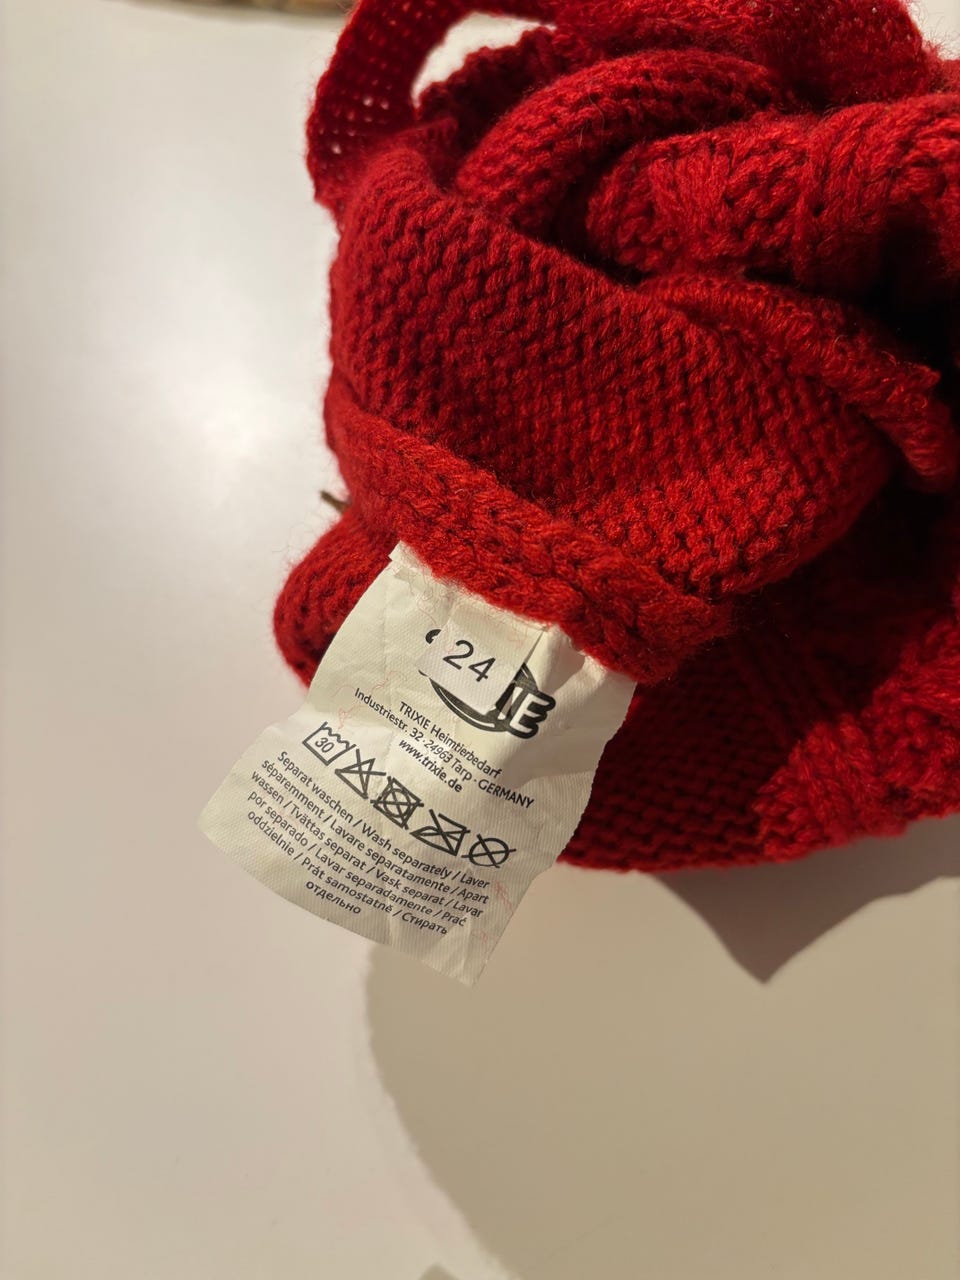 24
IE
TRIXIE Heimtierbedarf
Industriestr. 32·24963 Tarp - GERMANY
www.trixie.de
30
Separat waschen / Wash separately / Laver
séparemment / Lavare separatamente / Apart
wassen / Tvättas separat / Vask separat / Lavar
por separado / Lavar separadamente / Prać
oddzielnie / Prát samostatně / Стирать
отдельно